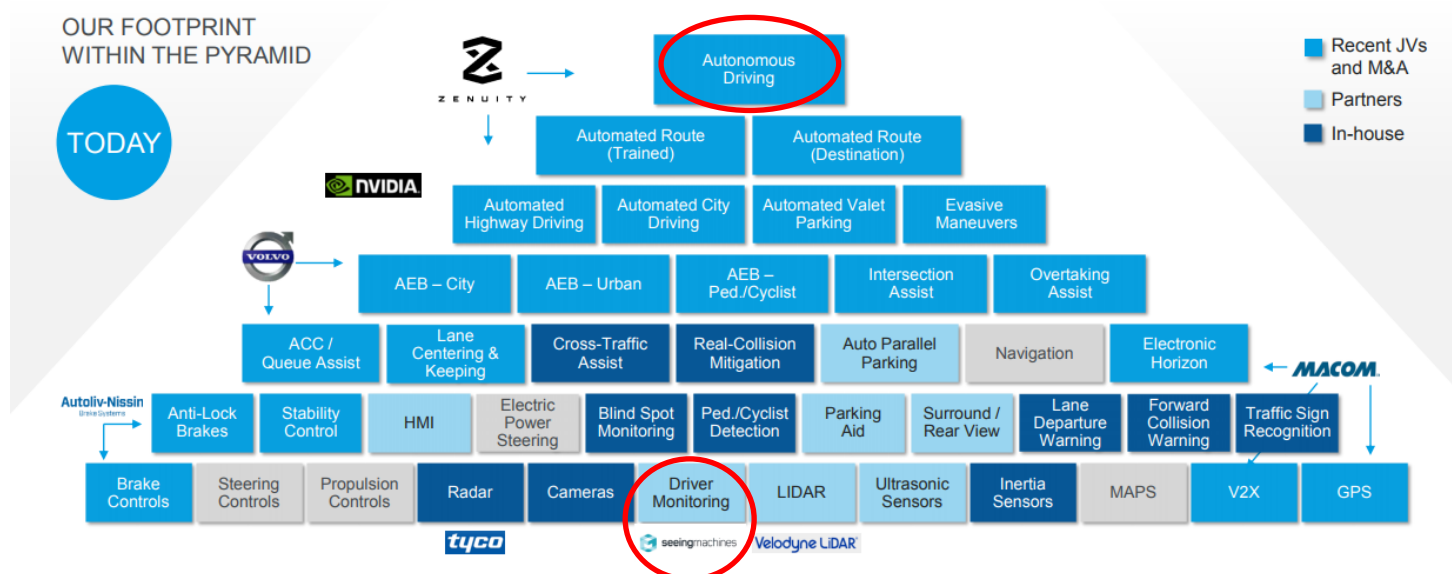 OUR FOOTPRINT
WITHIN THE PYRAMID
TODAY
ZENUITY
Autonomous
Driving
Recent JVs
and M&A
Partners
In-house
Automated Route
(Trained)
Automated Route
(Destination)
NVIDIA.
Automated
Highway Driving
Automated City
Driving
Automated Valet
Parking
Evasive
Maneuvers
VOLVO
AEB – City
AEB – Urban
AEB –
Ped./Cyclist
Intersection
Assist
Overtaking
Assist
ACC /
Queue Assist
Lane
Centering &
Keeping
Cross-Traffic
Assist
Real-Collision
Mitigation
Auto Parallel
Parking
Navigation
Electronic
Horizon
MACOM.
Autoliv-Nissin
Brake Systems
Anti-Lock
Brakes
Stability
Control
HMI
Electric
Power
Steering
Blind Spot
Monitoring
Ped./Cyclist
Detection
Parking
Aid
Surround /
Rear View
Lane
Departure
Warning
Forward
Collision
Warning
Traffic Sign
Recognition
Brake
Controls
Steering
Controls
Propulsion
Controls
Radar
Cameras
Driver
Monitoring
LIDAR
Ultrasonic
Sensors
Inertia
Sensors
MAPS
V2X
GPS
tyco
seeingmachines
Velodyne LiDAR